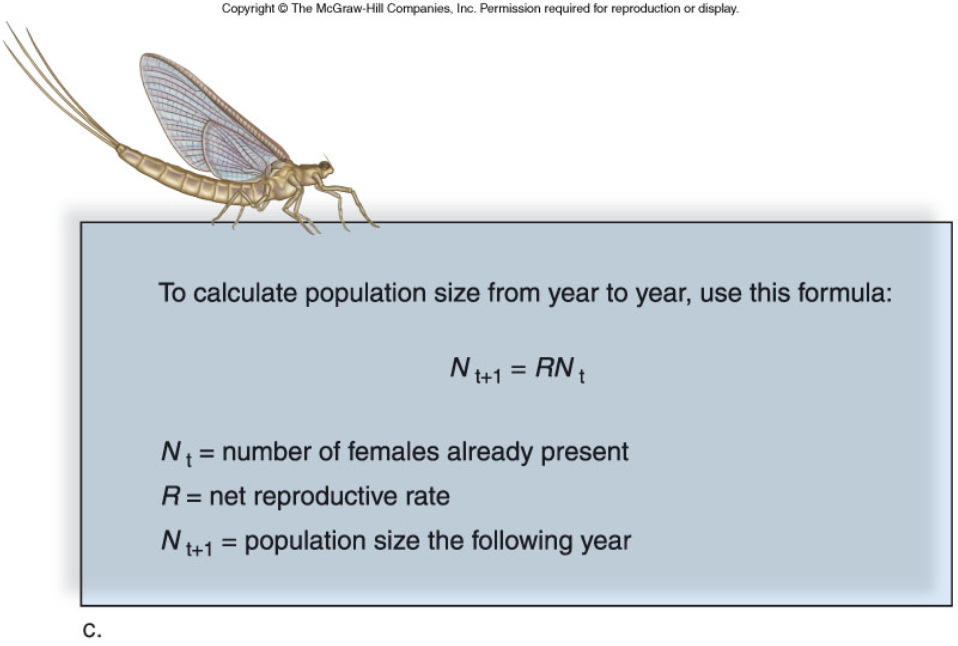 Copyright © The McGraw-Hill Companies, Inc. Permission required for reproduction or display.
To calculate population size from year to year, use this formula:
N t+1 = RN t
N t = number of females already present
R = net reproductive rate
N t+1 = population size the following year
c.